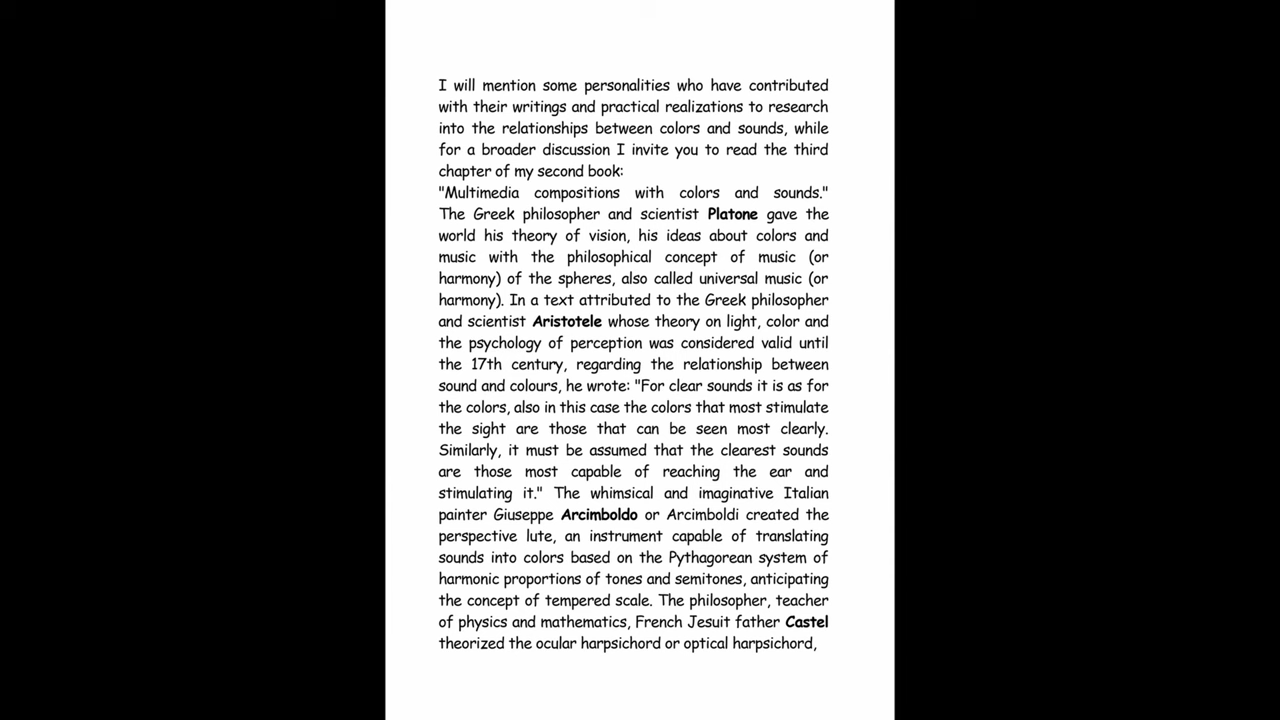 I will mention some personalities who have contributed
with their writings and practical realizations to research
into the relationships between colors and sounds, while
for a broader discussion I invite you to read the third
chapter of my second book:
"Multimedia compositions with colors and sounds."
The Greek philosopher and scientist Platone gave the
world his theory of vision, his ideas about colors and
music with the philosophical concept of music (or
harmony) of the spheres, also called universal music (or
harmony). In a text attributed to the Greek philosopher
and scientist Aristotele whose theory on light, color and
the psychology of perception was considered valid until
the 17th century, regarding the relationship between
sound and colours, he wrote: "For clear sounds it is as for
the colors, also in this case the colors that most stimulate
the sight are those that can be seen most clearly.
Similarly, it must be assumed that the clearest sounds
are those most capable of reaching the ear and
stimulating it." The whimsical and imaginative Italian
painter Giuseppe Arcimboldo or Arcimboldi created the
perspective lute, an instrument capable of translating
sounds into colors based on the Pythagorean system of
harmonic proportions of tones and semitones, anticipating
the concept of tempered scale. The philosopher, teacher
of physics and mathematics, French Jesuit father Castel
theorized the ocular harpsichord or optical harpsichord,